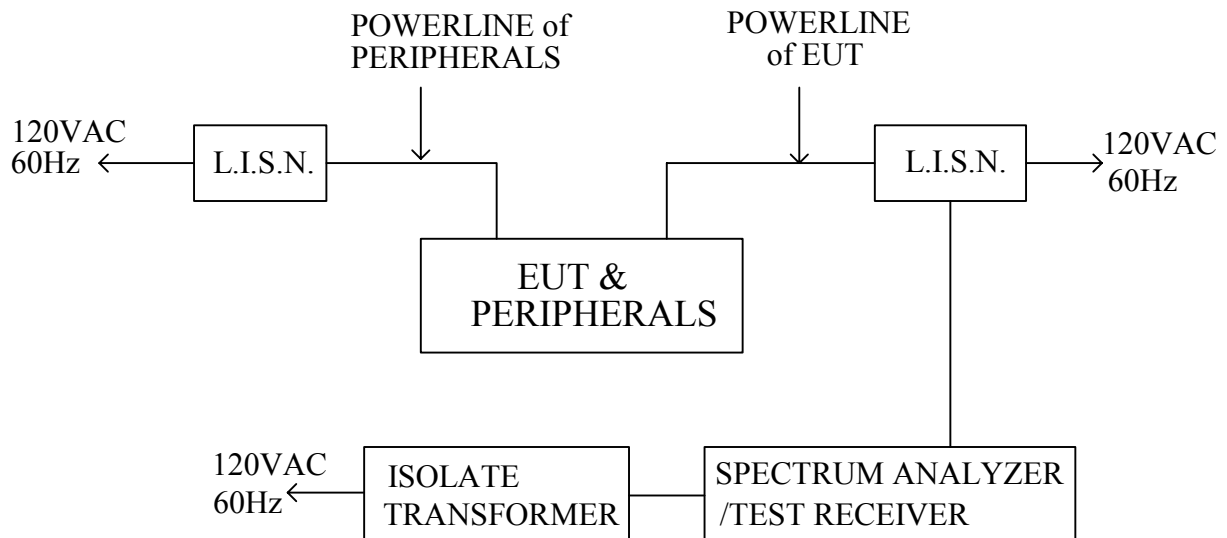 POWERLINE of
PERIPHERALS
POWERLINE
of EUT
120VAC
60Hz
L.I.S.N.
L.I.S.N.
120VAC
60Hz
EUT &
PERIPHERALS
120VAC
60Hz
ISOLATE
TRANSFORMER
SPECTRUM ANALYZER
/TEST RECEIVER